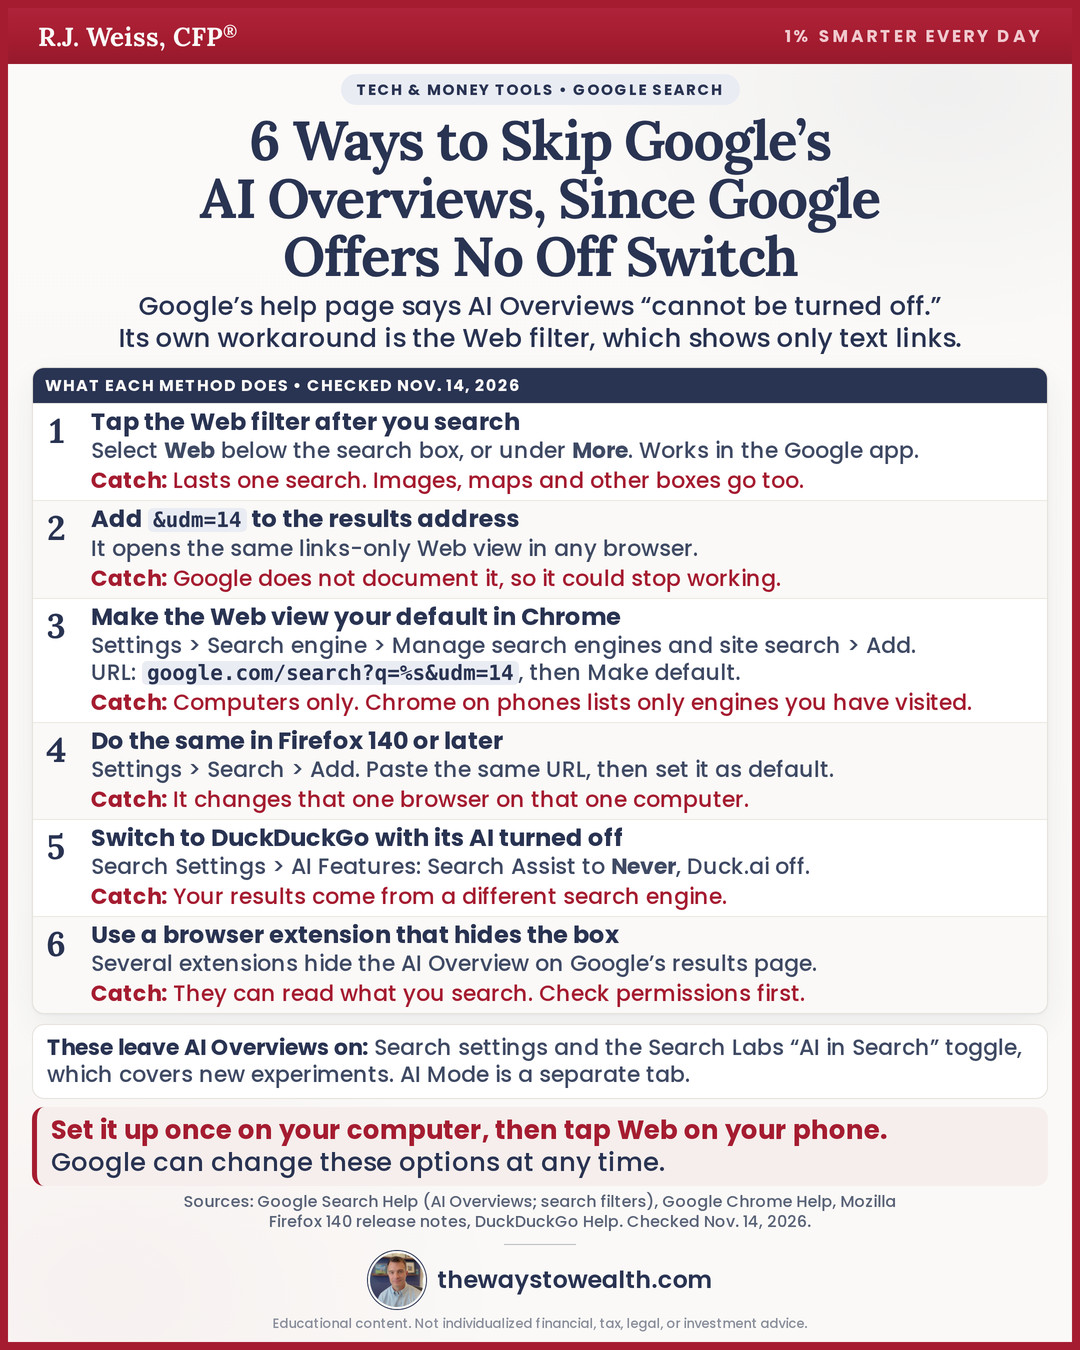 R.J. Weiss, CFP®
1% SMARTER EVERY DAY
TECH & MONEY TOOLS • GOOGLE SEARCH
6 Ways to Skip Google’s
AI Overviews, Since Google
Offers No Off Switch
Google’s help page says AI Overviews “cannot be turned off.”
Its own workaround is the Web filter, which shows only text links.
WHAT EACH METHOD DOES • CHECKED NOV. 14, 2026
1
Tap the Web filter after you search
Select Web below the search box, or under More. Works in the Google app.
Catch: Lasts one search. Images, maps and other boxes go too.
2
Add &udm=14 to the results address
It opens the same links-only Web view in any browser.
Catch: Google does not document it, so it could stop working.
3
Make the Web view your default in Chrome
Settings > Search engine > Manage search engines and site search > Add.
URL: google.com/search?q=%s&udm=14, then Make default.
Catch: Computers only. Chrome on phones lists only engines you have visited.
4
Do the same in Firefox 140 or later
Settings > Search > Add. Paste the same URL, then set it as default.
Catch: It changes that one browser on that one computer.
5
Switch to DuckDuckGo with its AI turned off
Search Settings > AI Features: Search Assist to Never, Duck.ai off.
Catch: Your results come from a different search engine.
6
Use a browser extension that hides the box
Several extensions hide the AI Overview on Google’s results page.
Catch: They can read what you search. Check permissions first.
These leave AI Overviews on: Search settings and the Search Labs “AI in Search” toggle,
which covers new experiments. AI Mode is a separate tab.
Set it up once on your computer, then tap Web on your phone.
Google can change these options at any time.
Sources: Google Search Help (AI Overviews; search filters), Google Chrome Help, Mozilla
Firefox 140 release notes, DuckDuckGo Help. Checked Nov. 14, 2026.
thewaystowealth.com
Educational content. Not individualized financial, tax, legal, or investment advice.